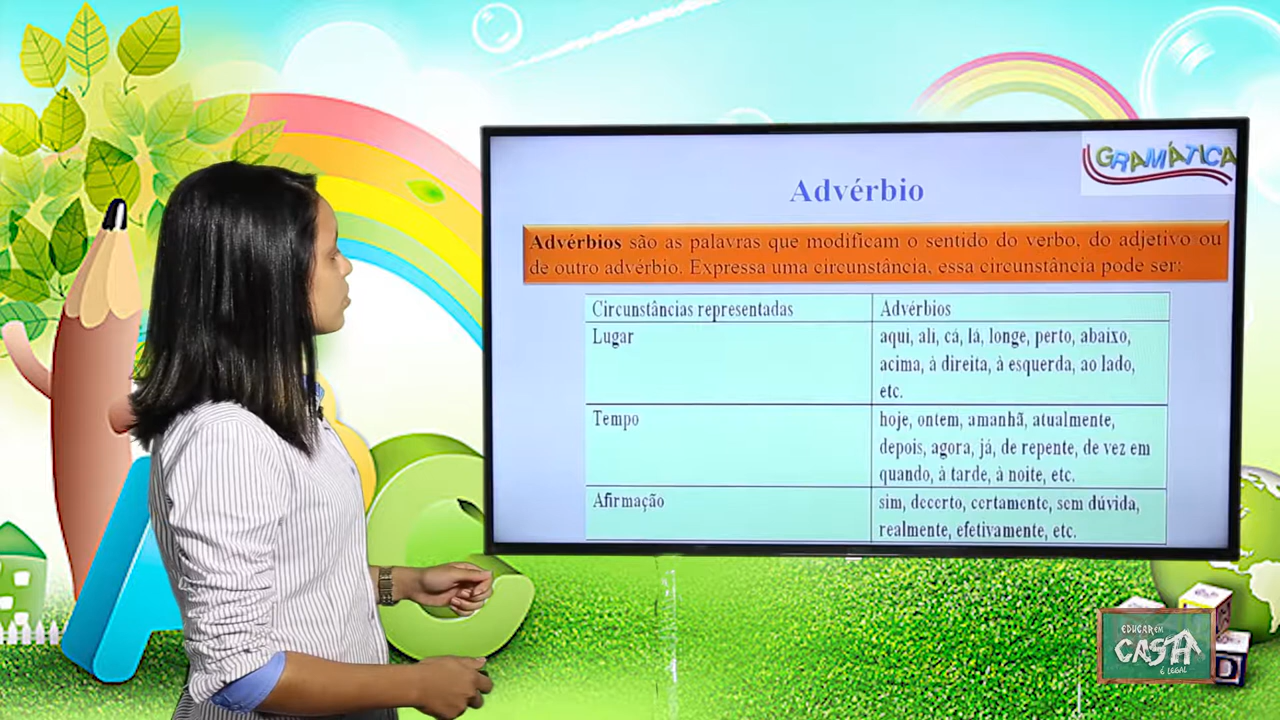 GRAMÁTICA
Advérbio
Advérbios são as palavras que modificam o sentido do verbo, do adjetivo ou
de outro advérbio. Expressa uma circunstância, essa circunstância pode ser:
Circunstâncias representadas
Advérbios
Lugar
aqui, ali, cá, lá, longe, perto, abaixo,
acima, à direita, à esquerda, ao lado,
etc.
Tempo
hoje, ontem, amanhã, atualmente,
depois, agora, já, de repente, de vez em
quando, à tarde, à noite, etc.
Afirmação
sim, decerto, certamente, sem dúvida,
realmente, efetivamente, etc.
EDUCAR EM
CASA
É LEGAL
D